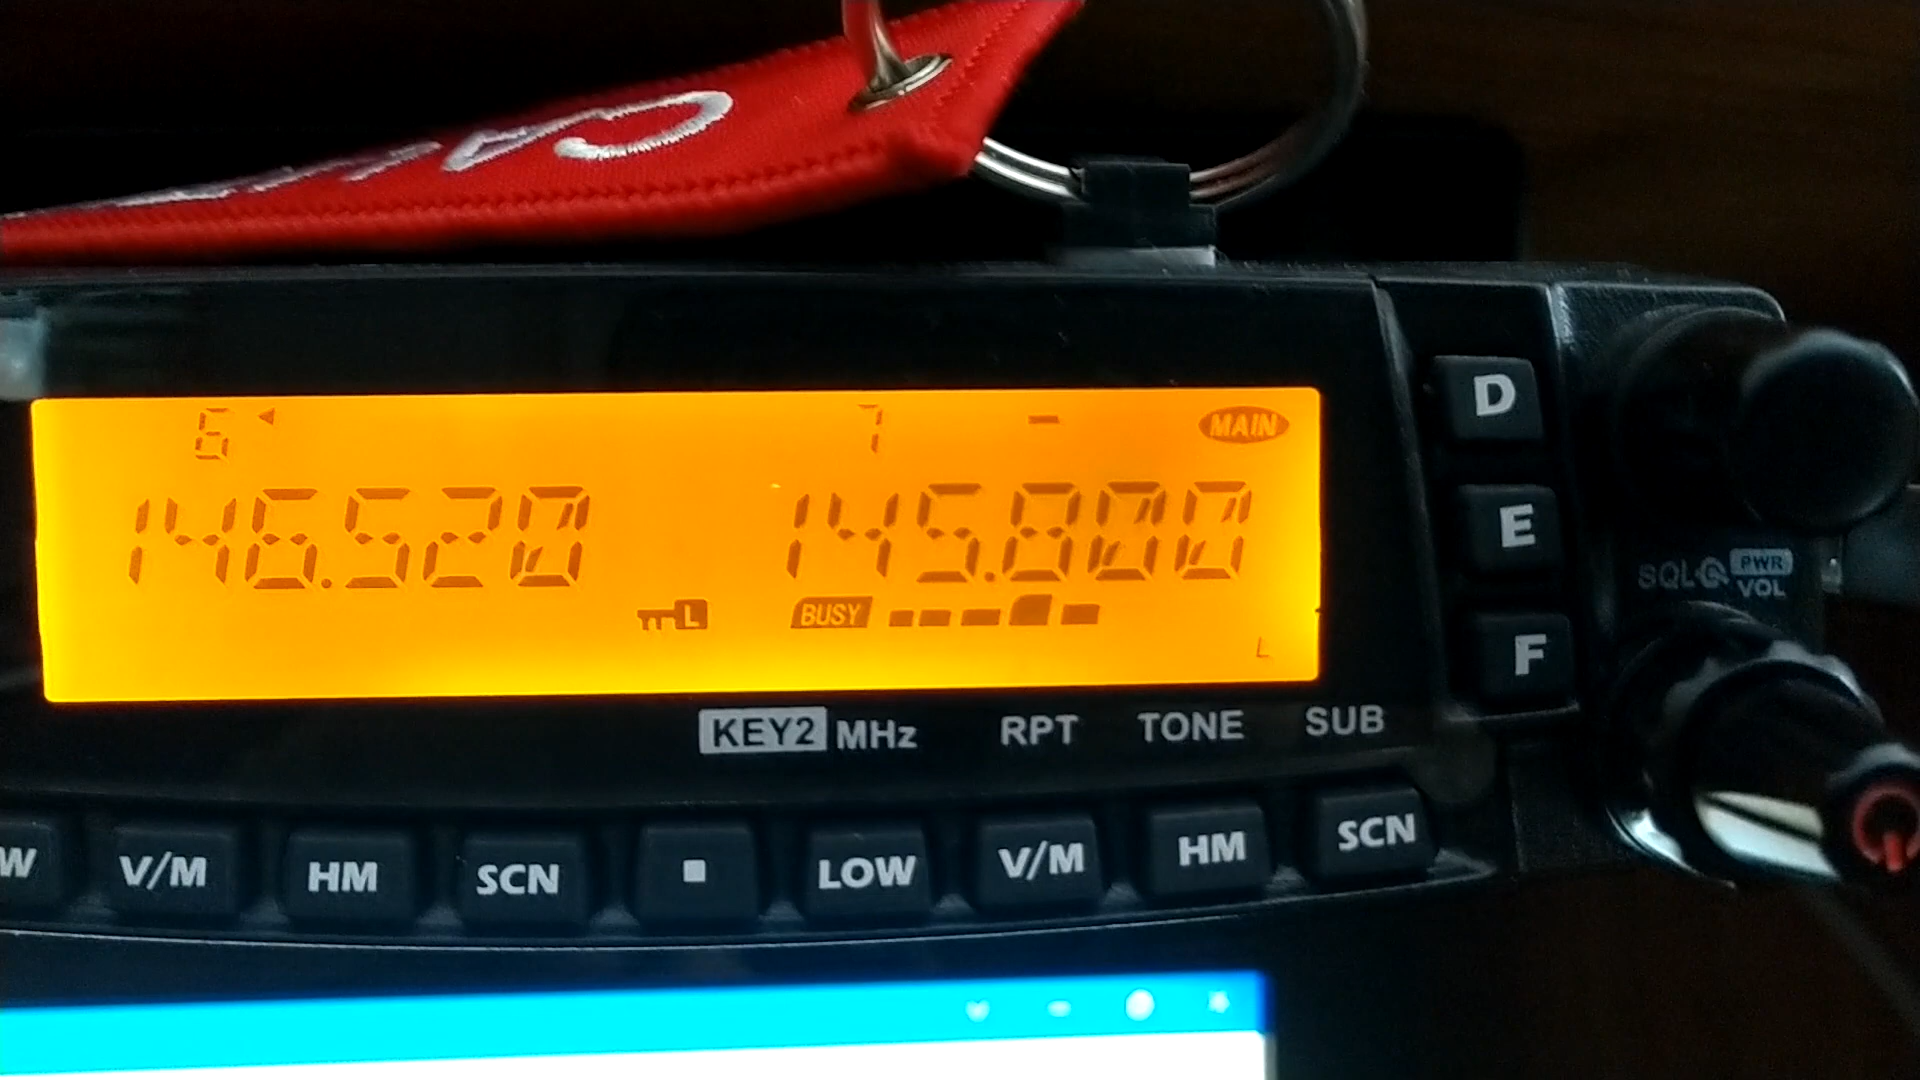 6 7 MAIN
146.520 145.800
L BUSY
L
KEY2 MHz RPT TONE SUB
W V/M HM SCN LOW V/M HM SCN
D
E
F
SQL PWR
VOL